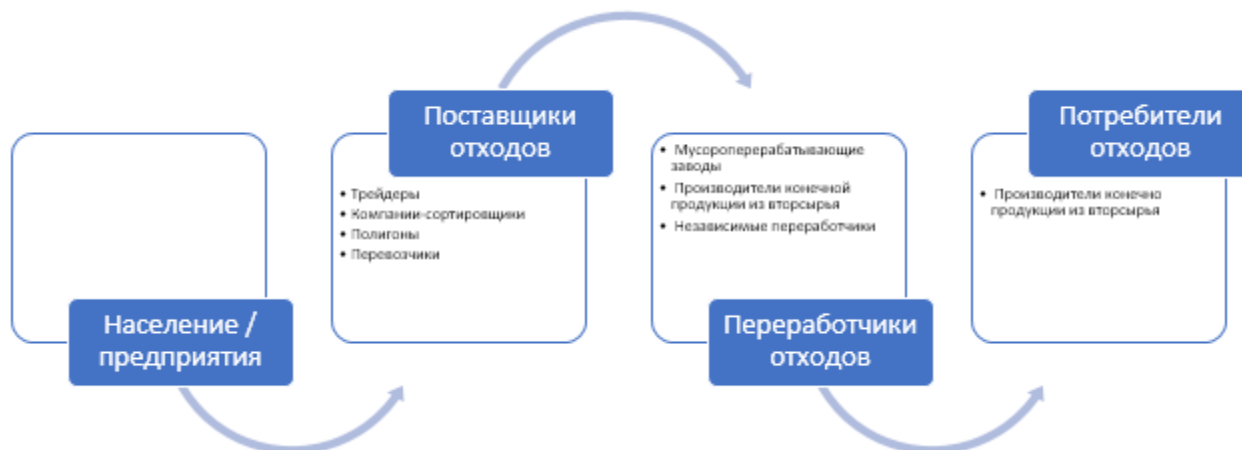 Население /
предприятия
Поставщики
отходов
• Трейдеры
• Компании-сортировщики
• Полигоны
• Перевозчики
• Мусороперерабатывающие
заводы
• Производители конечной
продукции из вторсырья
• Независимые переработчики
Переработчики
отходов
Потребители
отходов
• Производители конечно
продукции из вторсырья